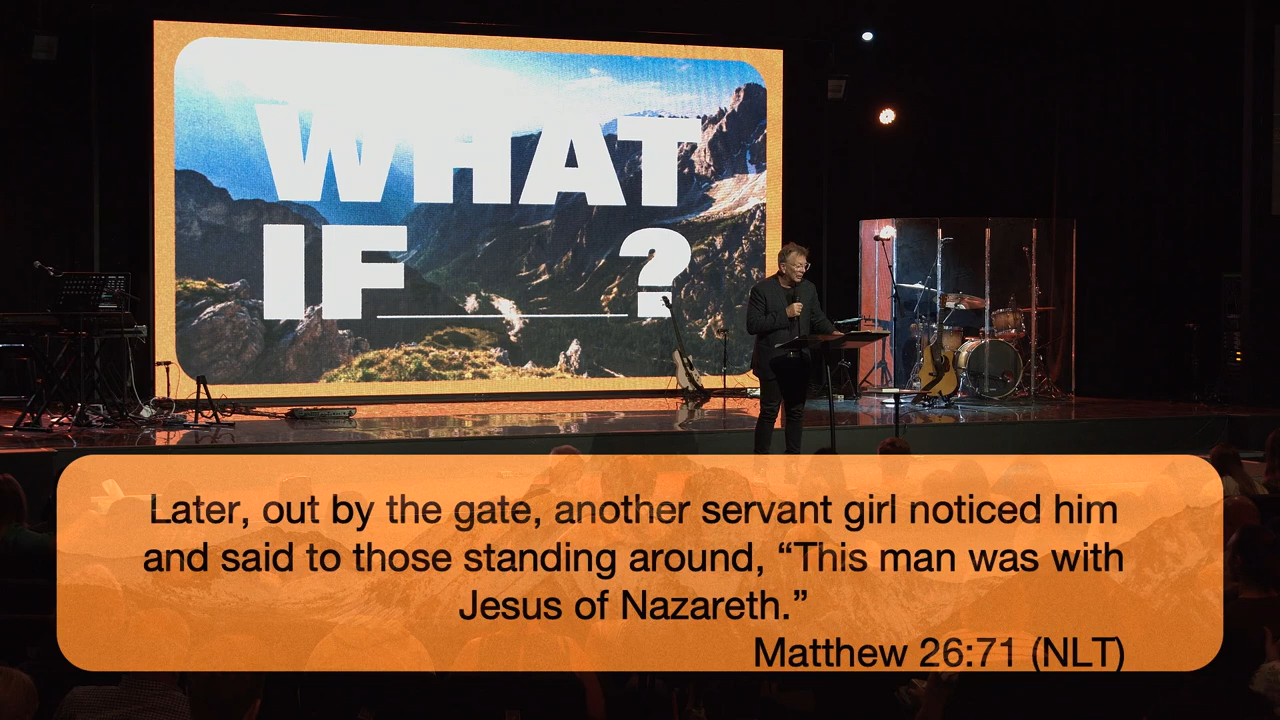 WHAT
IF_____?
Later, out by the gate, another servant girl noticed him
and said to those standing around, “This man was with
Jesus of Nazareth.”
Matthew 26:71 (NLT)